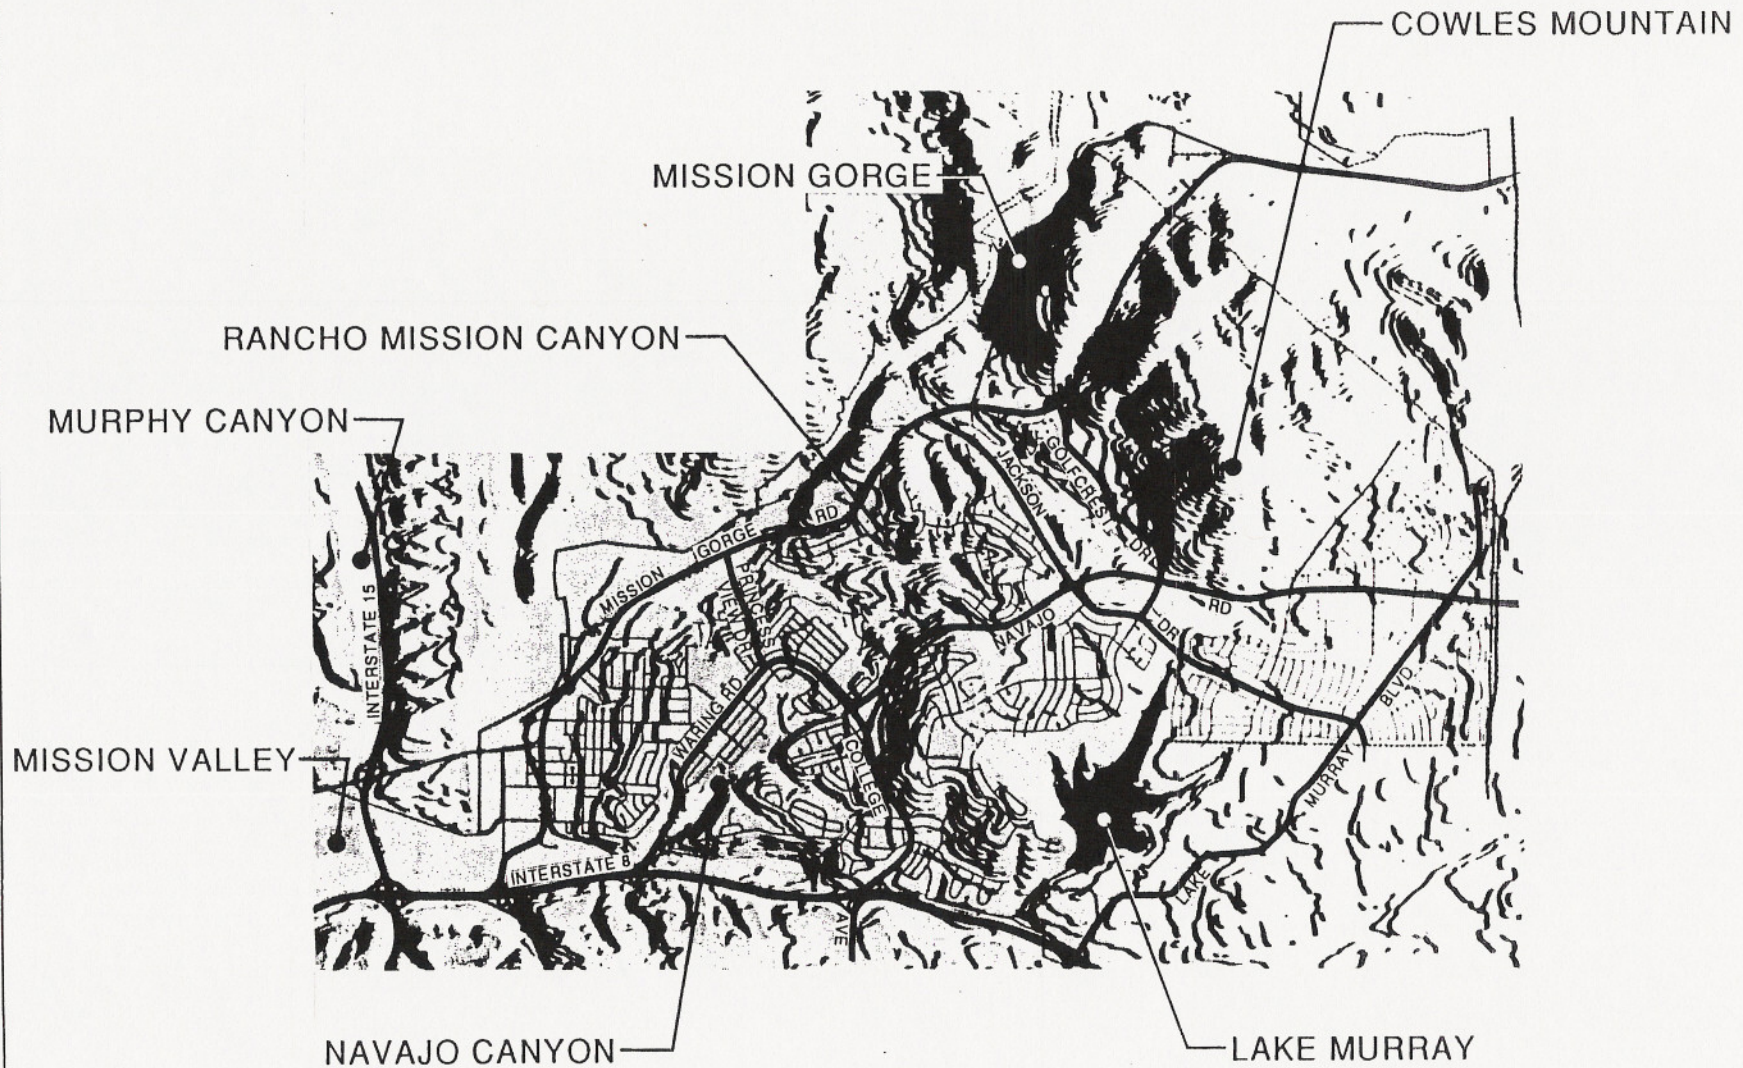 COWLES MOUNTAIN
MISSION GORGE
RANCHO MISSION CANYON
MURPHY CANYON
JACKSON
GOLFCREST DR
MISSION GORGE RD
PRINCESS
VIEW DR
INTERSTATE 15
NAVAJO RD
DR
WARING RD
BLVD
MISSION VALLEY
COLLEGE
MURRAY
INTERSTATE 8
LAKE
AVE
NAVAJO CANYON
LAKE MURRAY